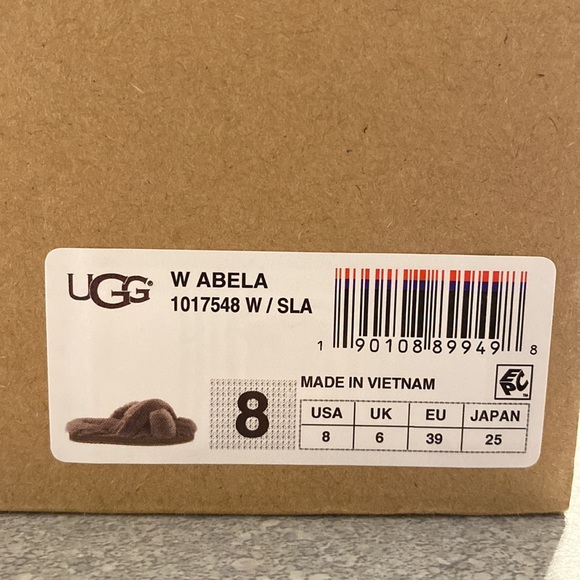 UGG®
W ABELA
1017548 W / SLA
1 90108 89949 8
8
MADE IN VIETNAM
EPC™
USA UK EU JAPAN
8 6 39 25